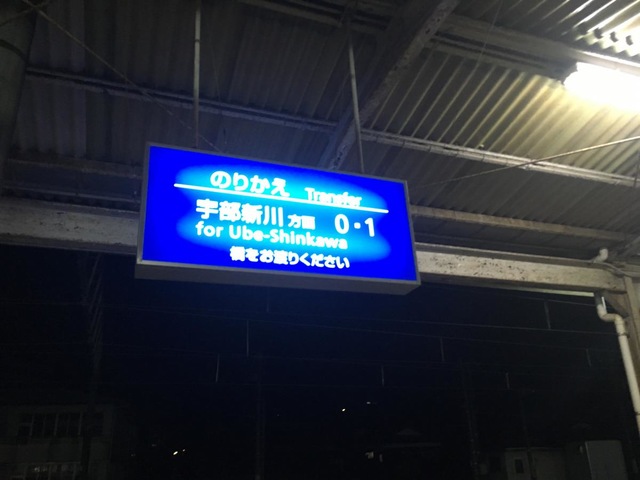 のりかえ Transfer
宇部新川方面 0・1
for Ube-Shinkawa
橋をお渡りください